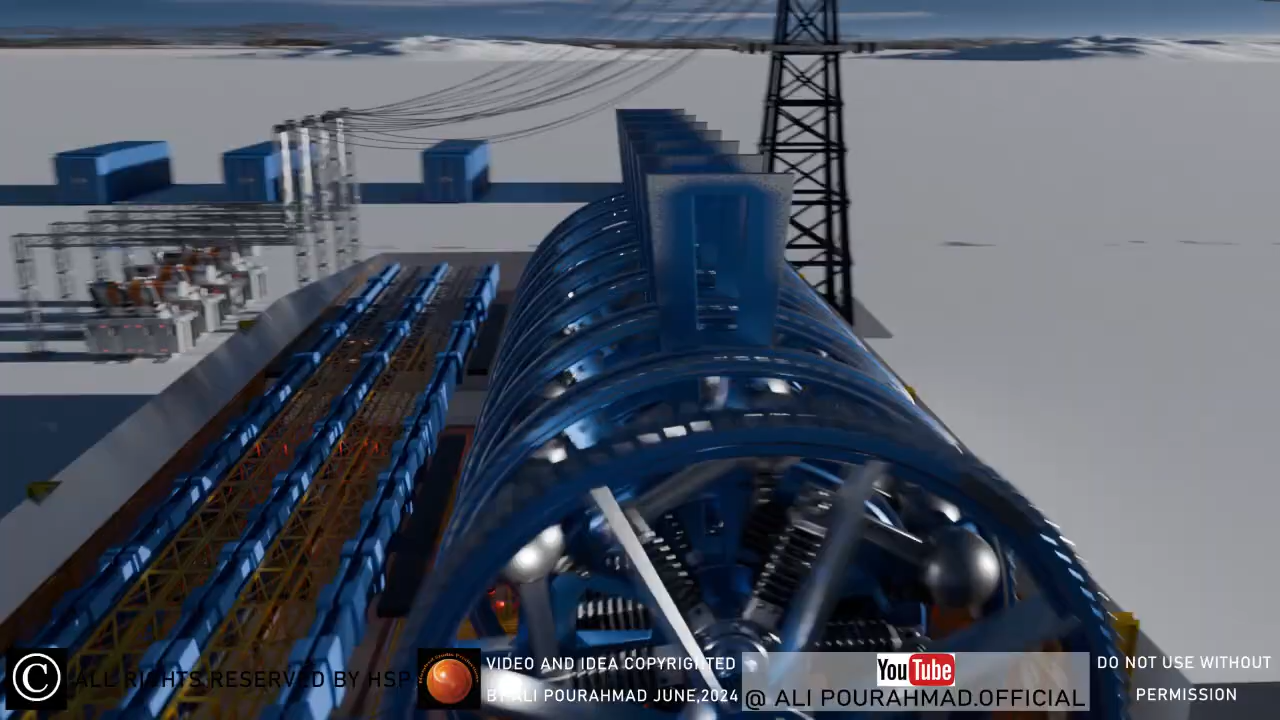 © ALL RIGHTS RESERVED BY HSP
VIDEO AND IDEA COPYRIGHTED
BY ALI POURAHMAD JUNE,2024
YouTube
@ ALI POURAHMAD.OFFICIAL
DO NOT USE WITHOUT
PERMISSION